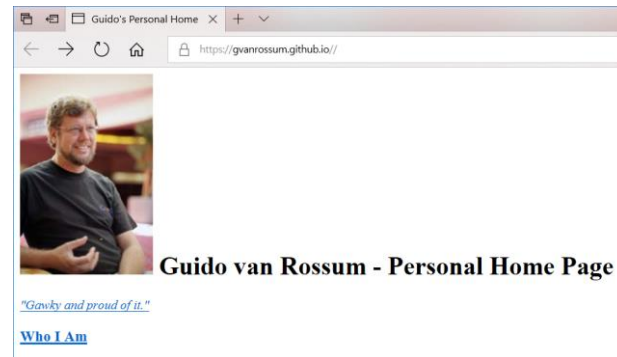 Guido's Personal Home
https://gvanrossum.github.io//
Guido van Rossum - Personal Home Page
"Gawky and proud of it."
Who I Am